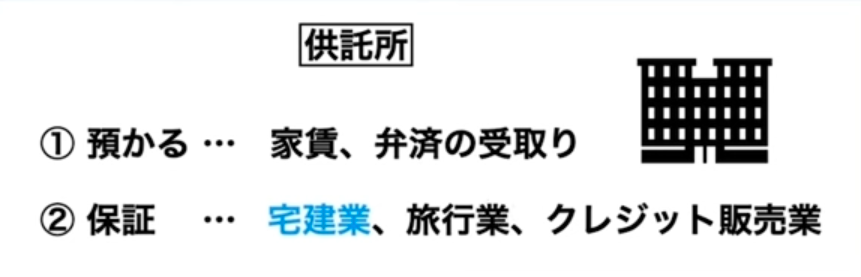 供託所
① 預かる … 家賃、弁済の受取り
② 保証 … 宅建業、旅行業、クレジット販売業